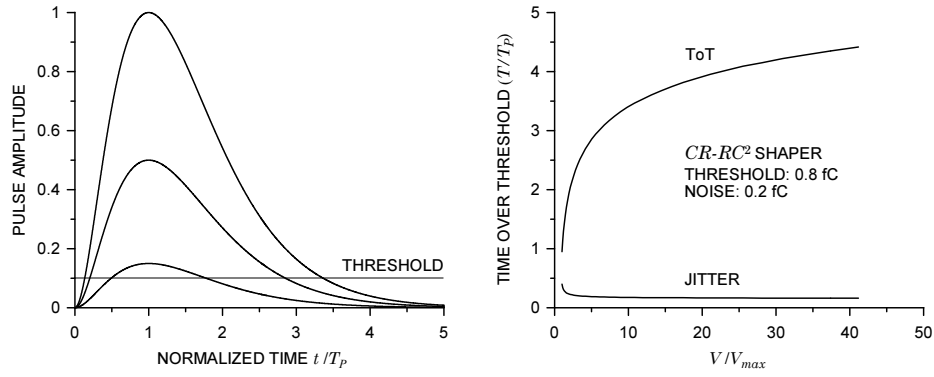 1
0.8
0.6
0.4
0.2
0
PULSE AMPLITUDE
THRESHOLD
0 1 2 3 4 5
NORMALIZED TIME t /T_P
5
4
3
2
1
0
TIME OVER THRESHOLD (T/T_P)
ToT
CR-RC² SHAPER
THRESHOLD: 0.8 fC
NOISE: 0.2 fC
JITTER
0 10 20 30 40 50
V/V_max